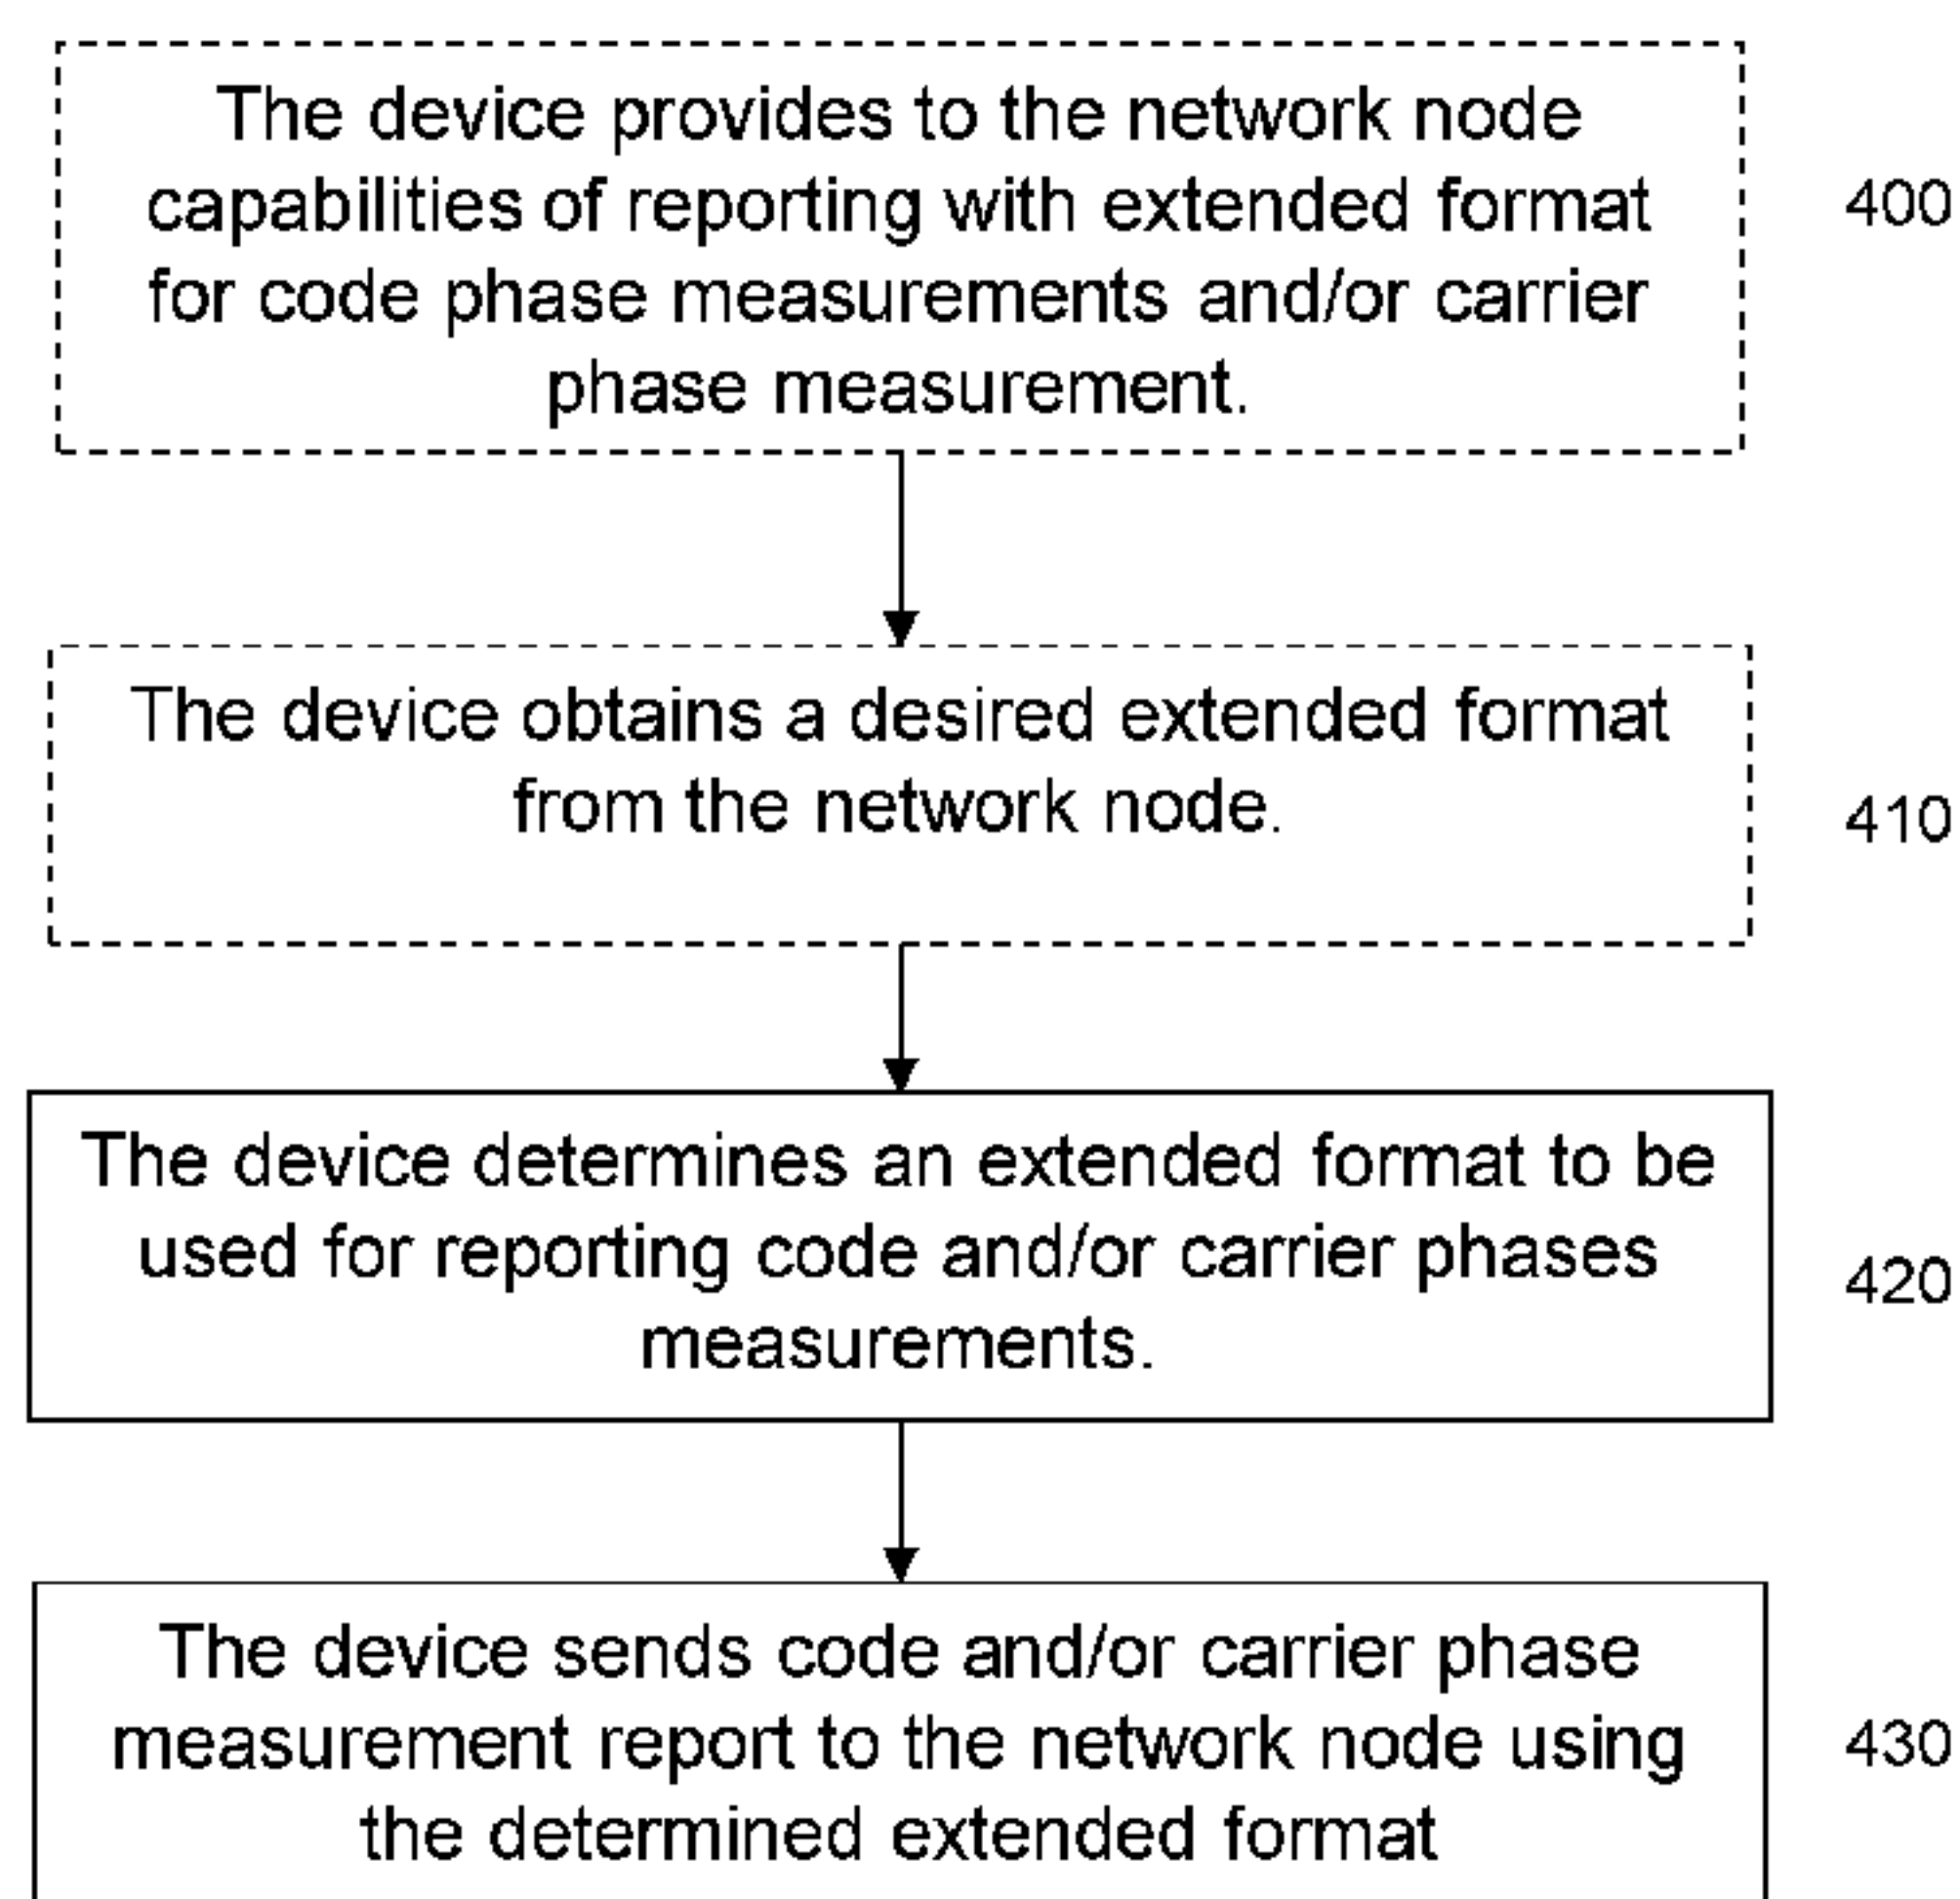 The device provides to the network node
capabilities of reporting with extended format
for code phase measurements and/or carrier
phase measurement.
400
The device obtains a desired extended format
from the network node.
410
The device determines an extended format to be
used for reporting code and/or carrier phases
measurements.
420
The device sends code and/or carrier phase
measurement report to the network node using
the determined extended format
430